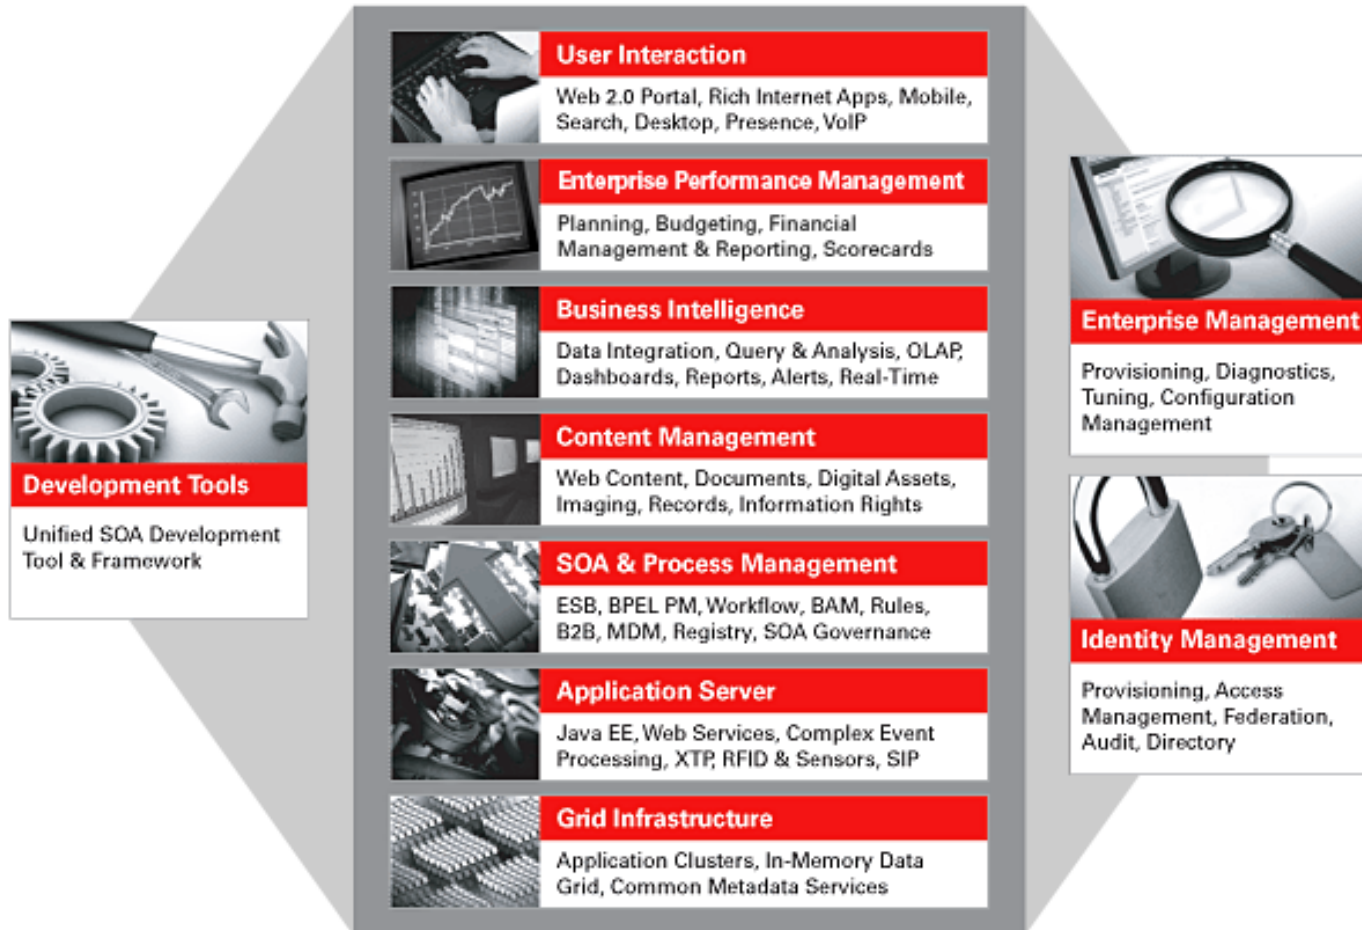 User Interaction
Web 2.0 Portal, Rich Internet Apps, Mobile,
Search, Desktop, Presence, VoIP
Enterprise Performance Management
Planning, Budgeting, Financial
Management & Reporting, Scorecards
Business Intelligence
Data Integration, Query & Analysis, OLAP,
Dashboards, Reports, Alerts, Real-Time
Content Management
Web Content, Documents, Digital Assets,
Imaging, Records, Information Rights
SOA & Process Management
ESB, BPEL PM, Workflow, BAM, Rules,
B2B, MDM, Registry, SOA Governance
Application Server
Java EE, Web Services, Complex Event
Processing, XTP, RFID & Sensors, SIP
Grid Infrastructure
Application Clusters, In-Memory Data
Grid, Common Metadata Services
Development Tools
Unified SOA Development
Tool & Framework
Enterprise Management
Provisioning, Diagnostics,
Tuning, Configuration
Management
Identity Management
Provisioning, Access
Management, Federation,
Audit, Directory